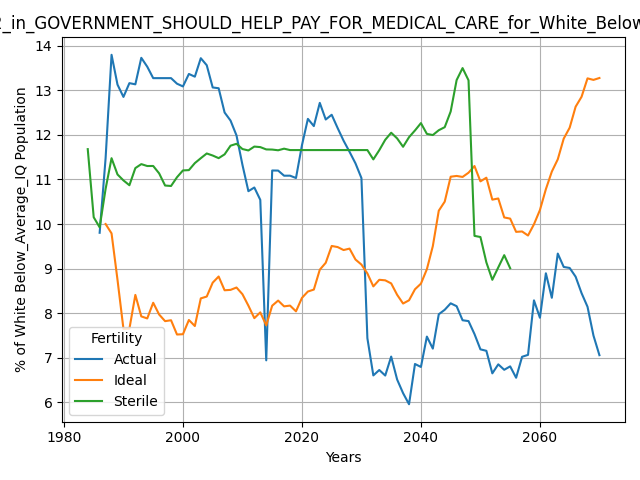 _in_GOVERNMENT_SHOULD_HELP_PAY_FOR_MEDICAL_CARE_for_White_Below
14
13
12
11
10
9
8
7
6
% of White Below_Average_IQ Population
Fertility
Actual
Ideal
Sterile
1980
2000
2020
2040
2060
Years